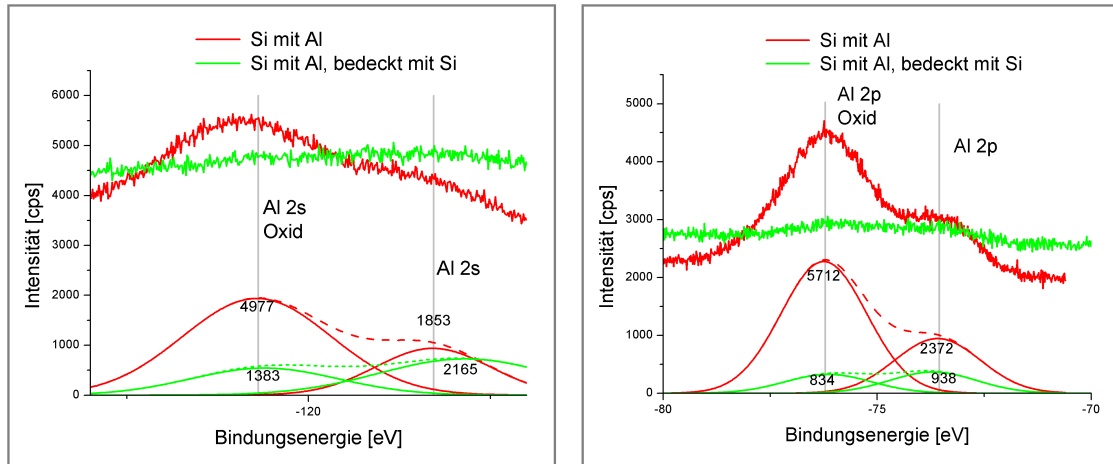 Si mit Al
Si mit Al, bedeckt mit Si
6000
5000
4000
3000
2000
1000
0
Intensität [cps]
Al 2s
Oxid
Al 2s
4977
1853
1383
2165
-120
Bindungsenergie [eV]
Si mit Al
Si mit Al, bedeckt mit Si
5000
4000
3000
2000
1000
0
Intensität [cps]
Al 2p
Oxid
Al 2p
5712
2372
834
938
-80
-75
-70
Bindungsenergie [eV]